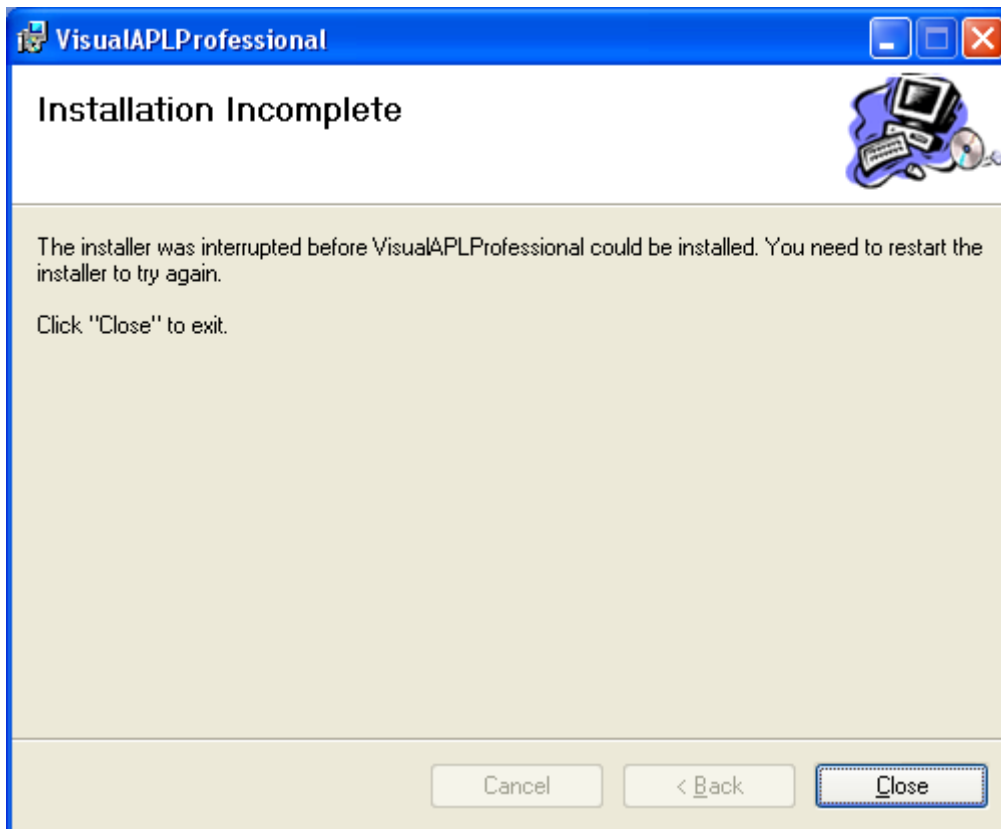 VisualAPLProfessional
Installation Incomplete
The installer was interrupted before VisualAPLProfessional could be installed. You need to restart the
installer to try again.
Click "Close" to exit.
Cancel
< Back
Close